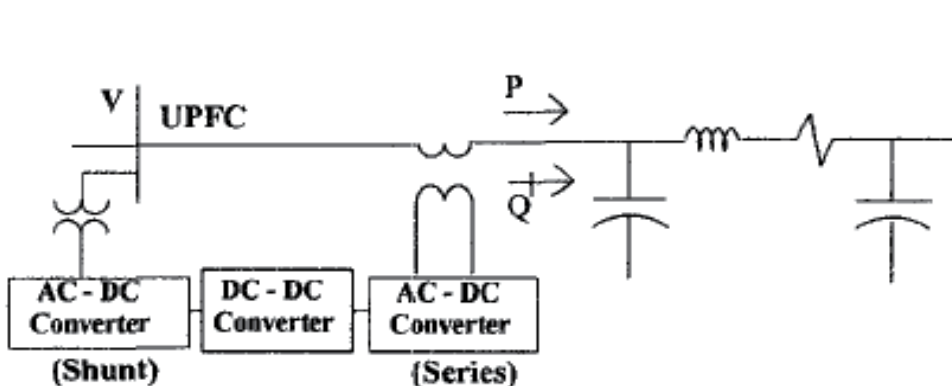 V
UPFC
P
Q
AC - DC
Converter
DC - DC
Converter
AC - DC
Converter
(Shunt)
(Series)